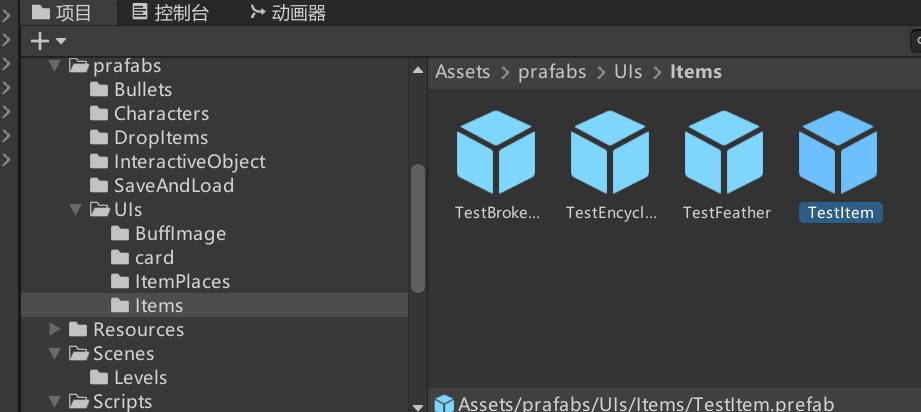 项目 控制台 动画器
prafabs
Bullets
Characters
DropItems
InteractiveObject
SaveAndLoad
UIs
BuffImage
card
ItemPlaces
Items
Resources
Scenes
Levels
Scripts
Assets > prafabs > UIs > Items
TestBroke... TestEncycl... TestFeather TestItem
Assets/prafabs/UIs/Items/TestItem.prefab